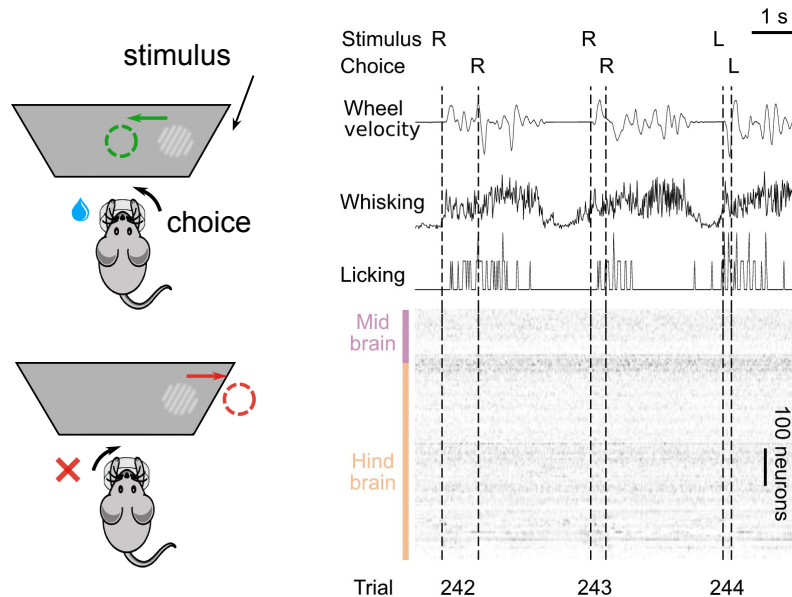 stimulus
choice
1 s
Stimulus R R L
Choice R R L
Wheel
velocity
Whisking
Licking
Mid
brain
Hind
brain
100 neurons
Trial 242 243 244